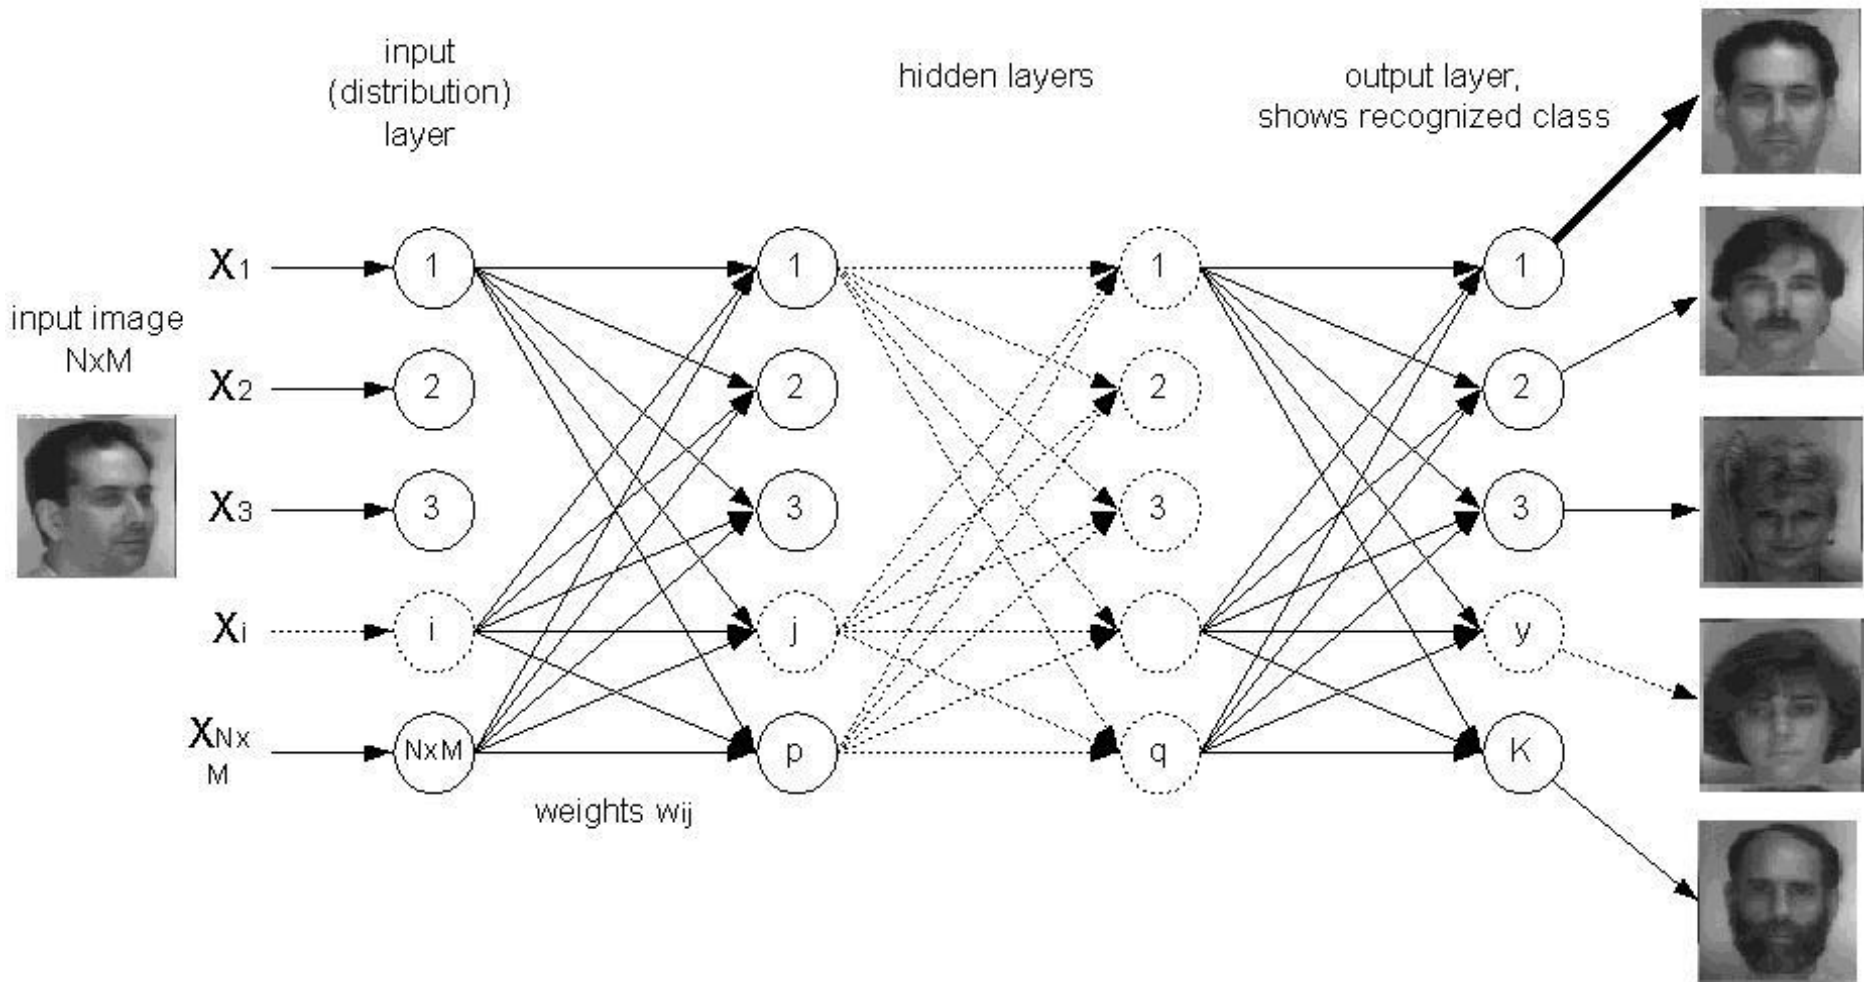 input
(distribution)
layer
hidden layers
output layer,
shows recognized class
input image
NxM
X1
X2
X3
Xi
XNx
M
1
2
3
i
NxM
weights wij
1
2
3
j
p
1
2
3
q
1
2
3
y
K